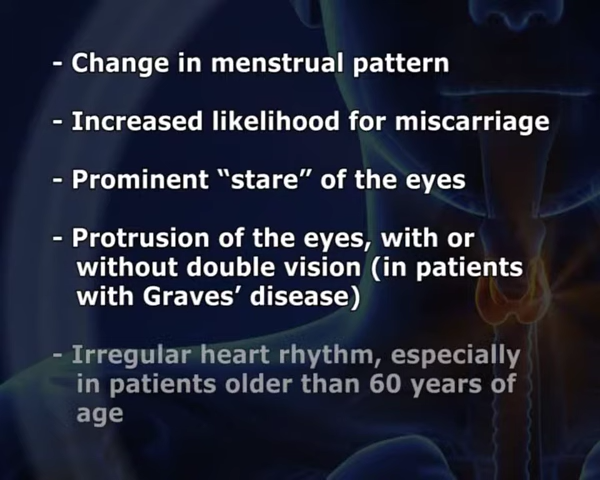 - Change in menstrual pattern
- Increased likelihood for miscarriage
- Prominent “stare” of the eyes
- Protrusion of the eyes, with or
without double vision (in patients
with Graves’ disease)
- Irregular heart rhythm, especially
in patients older than 60 years of
age